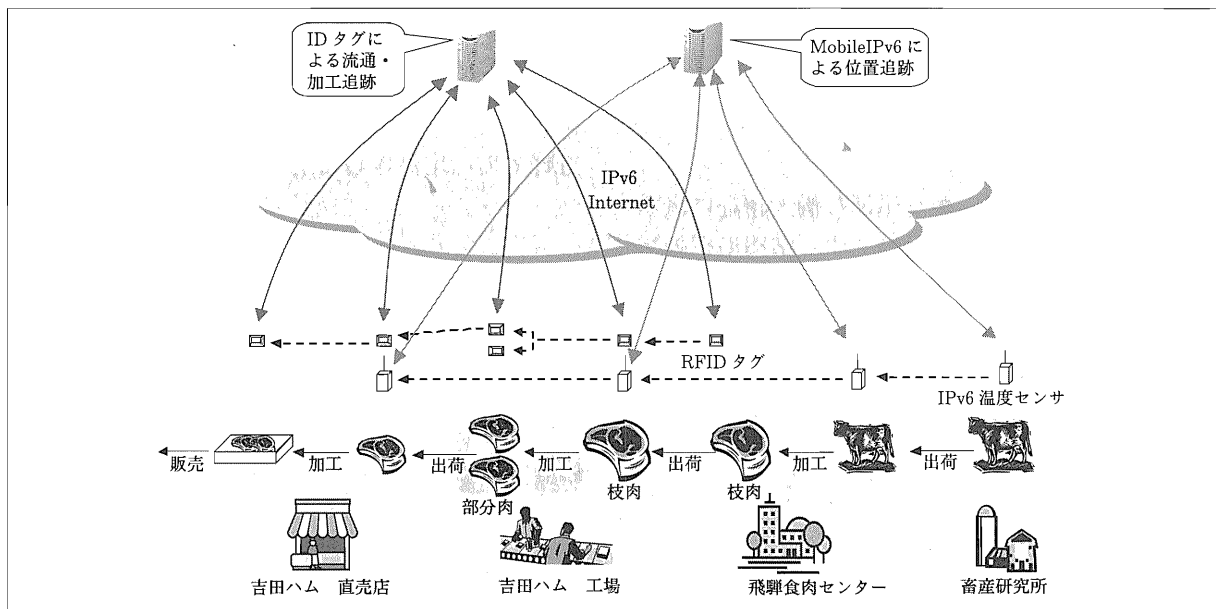 IDタグに
よる流通・
加工追跡
MobileIPv6に
よる位置追跡
IPv6
Internet
RFIDタグ
IPv6温度センサ
販売
加工
出荷
加工
出荷
加工
出荷
部分肉
枝肉
枝肉
吉田ハム 直売店
吉田ハム 工場
飛騨食肉センター
畜産研究所